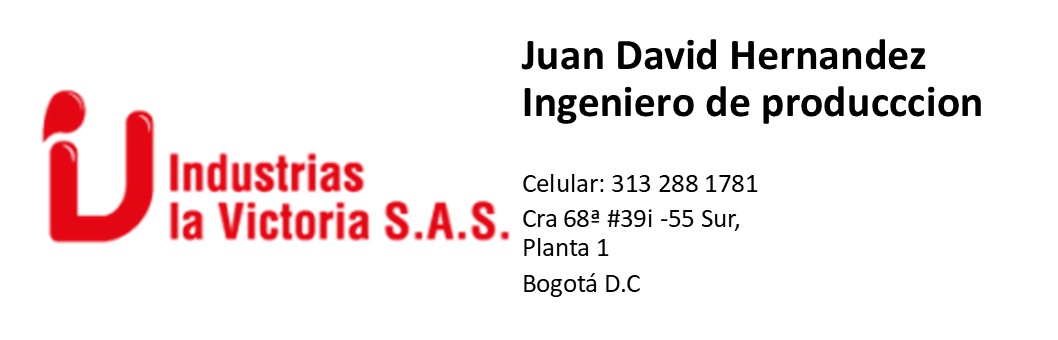 Industrias
la Victoria S.A.S.
Juan David Hernandez
Ingeniero de producccion
Celular: 313 288 1781
Cra 68ª #39i -55 Sur,
Planta 1
Bogotá D.C